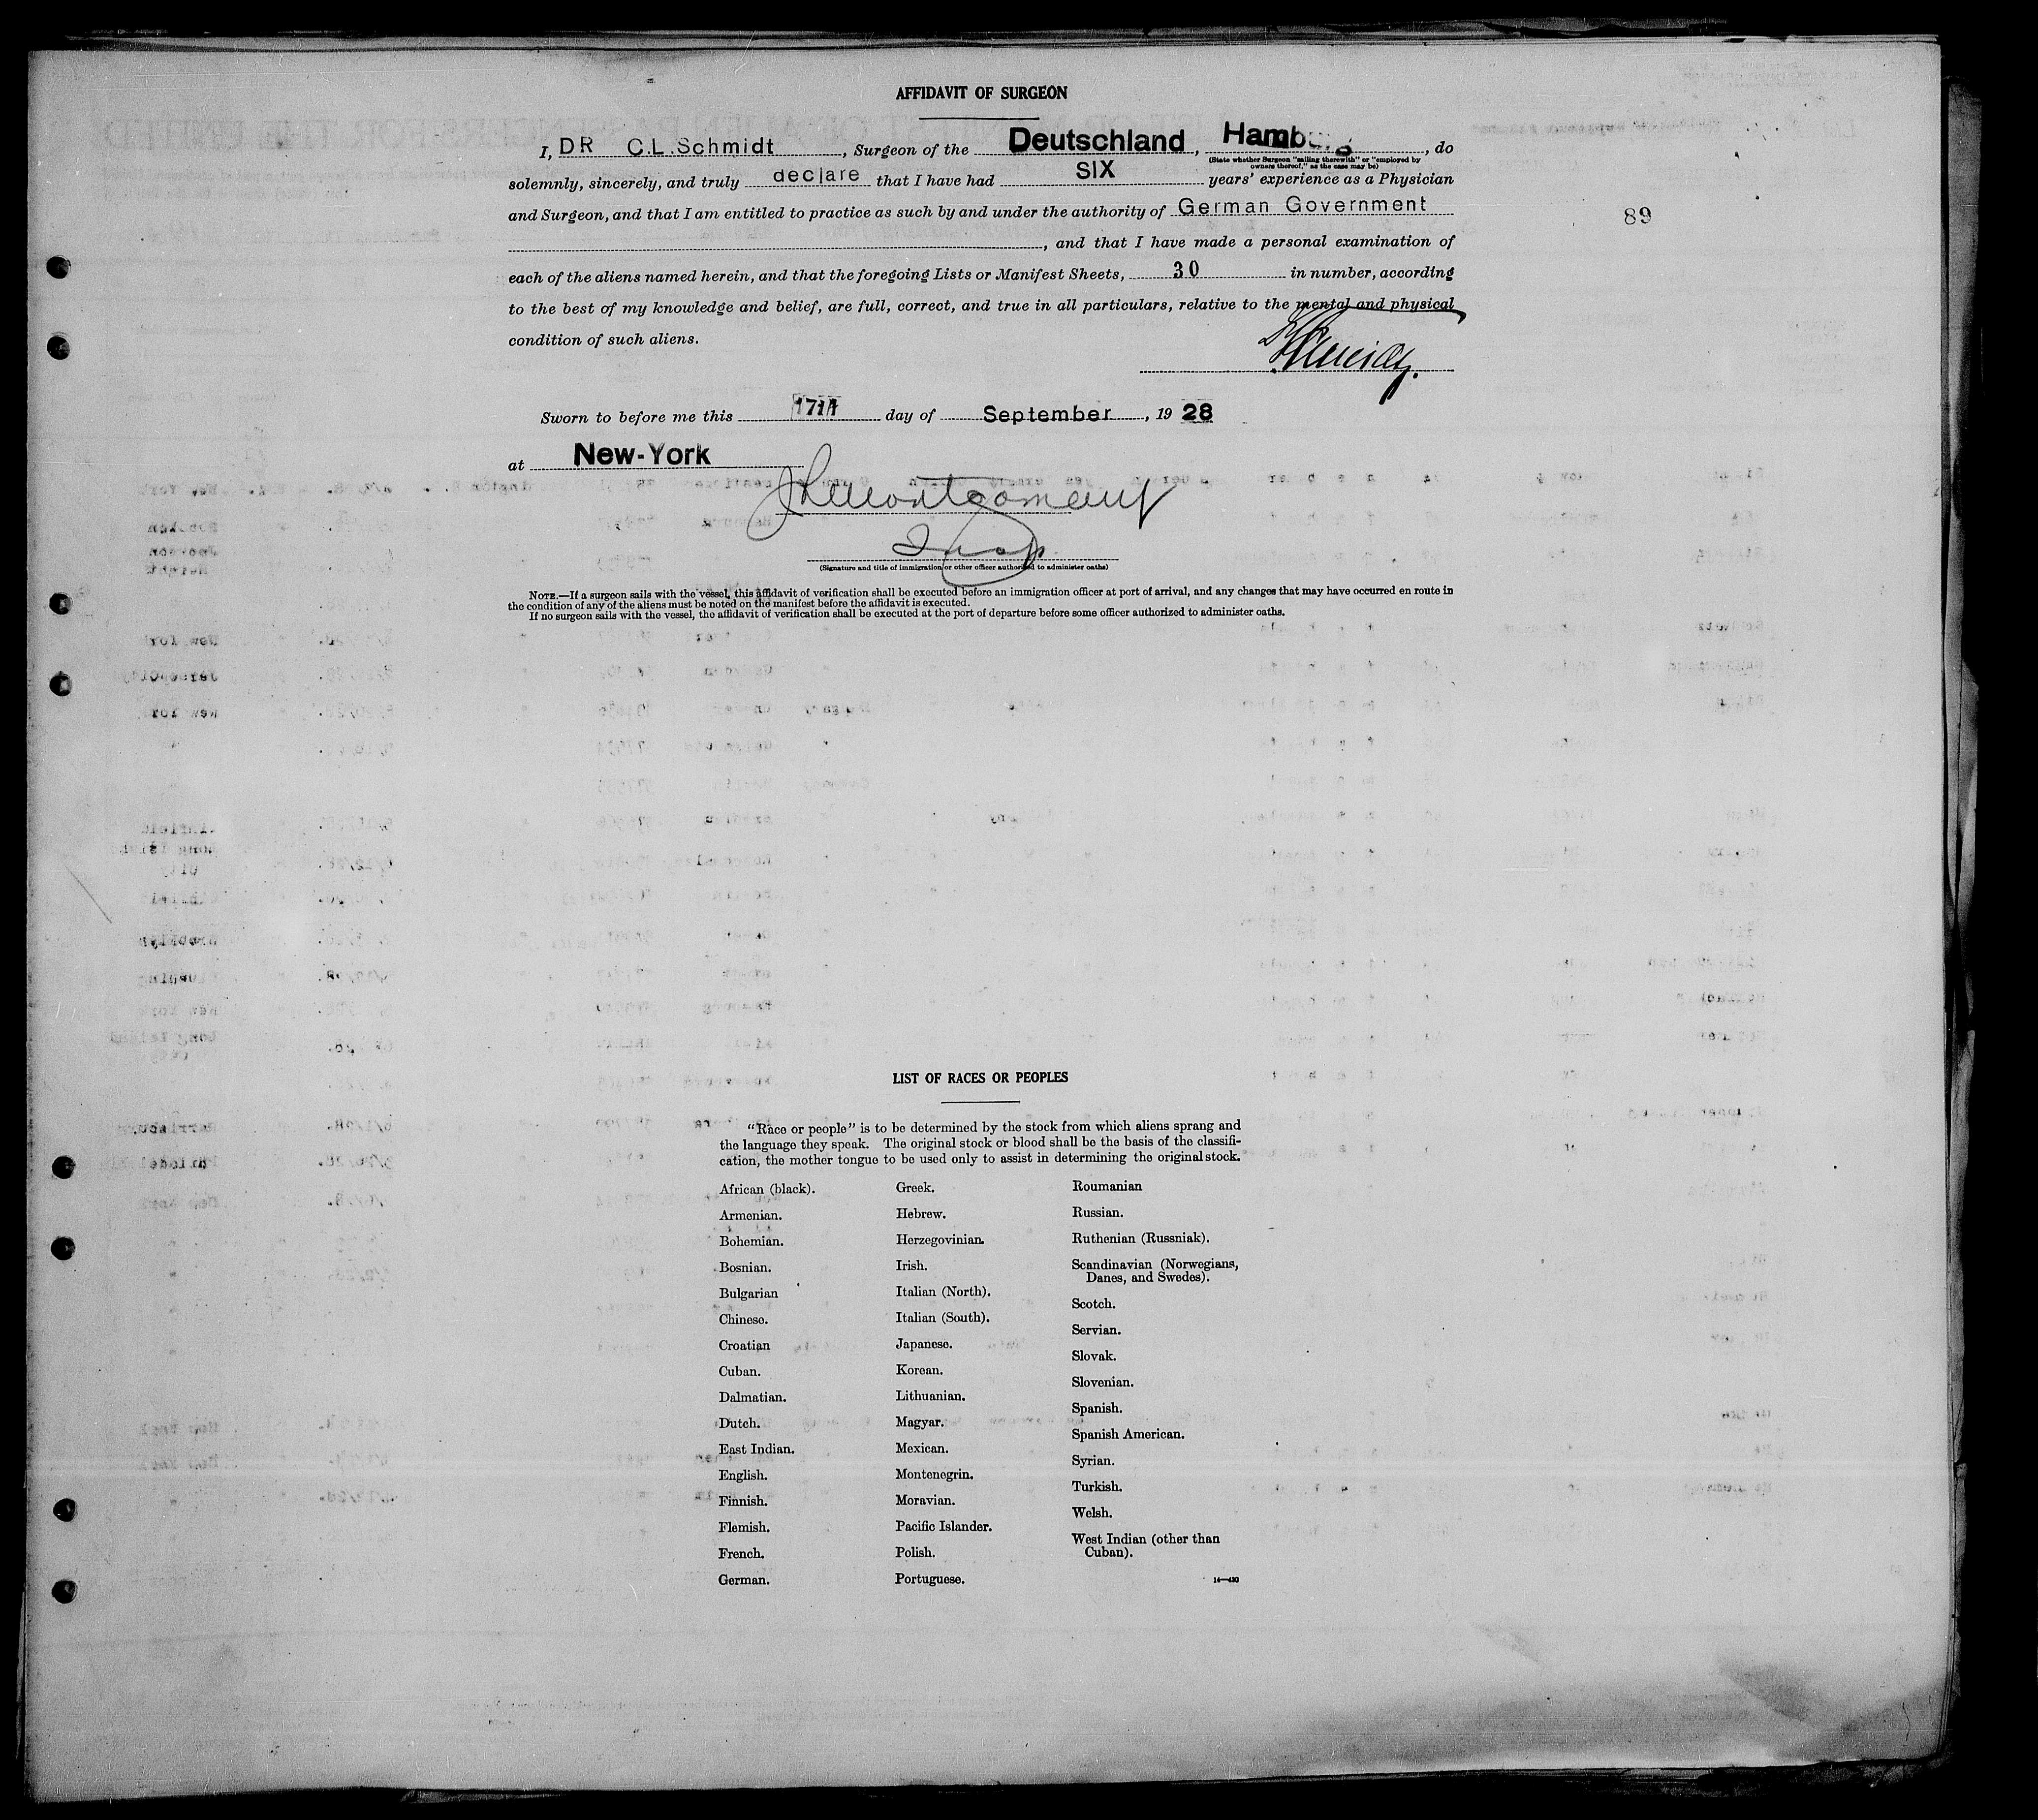 AFFIDAVIT OF SURGEON
I, DR C.L.Schmidt, Surgeon of the Deutschland, Hamburg, do
(State whether Surgeon "sailing therewith" or "employed by owners thereof," as the case may be)
solemnly, sincerely, and truly declare that I have had SIX years' experience as a Physician
and Surgeon, and that I am entitled to practice as such by and under the authority of German Government
89
, and that I have made a personal examination of
each of the aliens named herein, and that the foregoing Lists or Manifest Sheets, 30 in number, according
to the best of my knowledge and belief, are full, correct, and true in all particulars, relative to the mental and physical
condition of such aliens.
Sworn to before me this day of September, 19 28
at New-York
(Signature and title of immigration or other officer authorized to administer oaths)
NOTE.—If a surgeon sails with the vessel, this affidavit of verification shall be executed before an immigration officer at port of arrival, and any changes that may have occurred en route in
the condition of any of the aliens must be noted on the manifest before the affidavit is executed.
If no surgeon sails with the vessel, the affidavit of verification shall be executed at the port of departure before some officer authorized to administer oaths.
LIST OF RACES OR PEOPLES
"Race or people" is to be determined by the stock from which aliens sprang and
the language they speak. The original stock or blood shall be the basis of the classifi-
cation, the mother tongue to be used only to assist in determining the original stock.
African (black).
Armenian.
Bohemian.
Bosnian.
Bulgarian
Chinese.
Croatian
Cuban.
Dalmatian.
Dutch.
East Indian.
English.
Finnish.
Flemish.
French.
German.
Greek.
Hebrew.
Herzegovinian.
Irish.
Italian (North).
Italian (South).
Japanese.
Korean.
Lithuanian.
Magyar.
Mexican.
Montenegrin.
Moravian.
Pacific Islander.
Polish.
Portuguese.
Roumanian
Russian.
Ruthenian (Russniak).
Scandinavian (Norwegians,
Danes, and Swedes).
Scotch.
Servian.
Slovak.
Slovenian.
Spanish.
Spanish American.
Syrian.
Turkish.
Welsh.
West Indian (other than
Cuban).